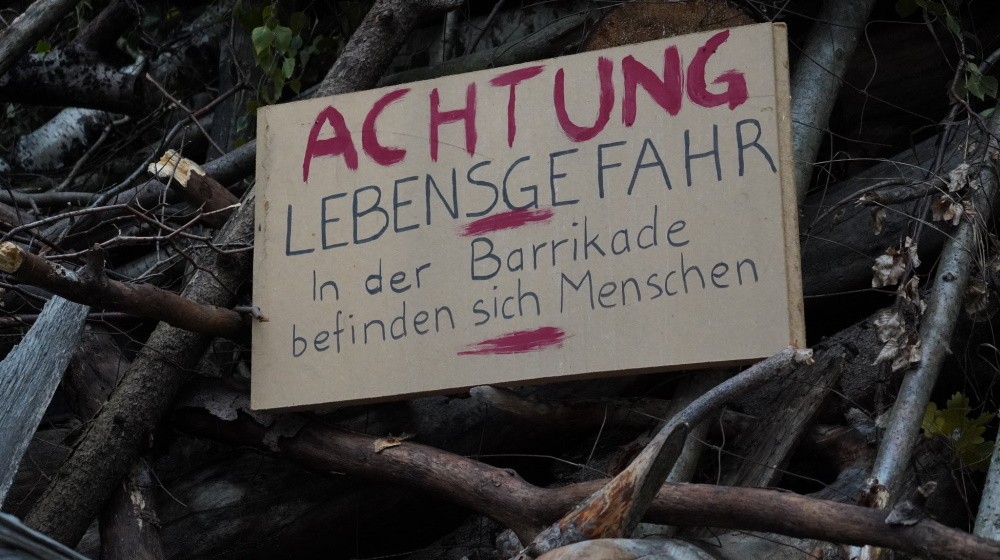 ACHTUNG
LEBENSGEFAHR
In der Barrikade
befinden sich Menschen